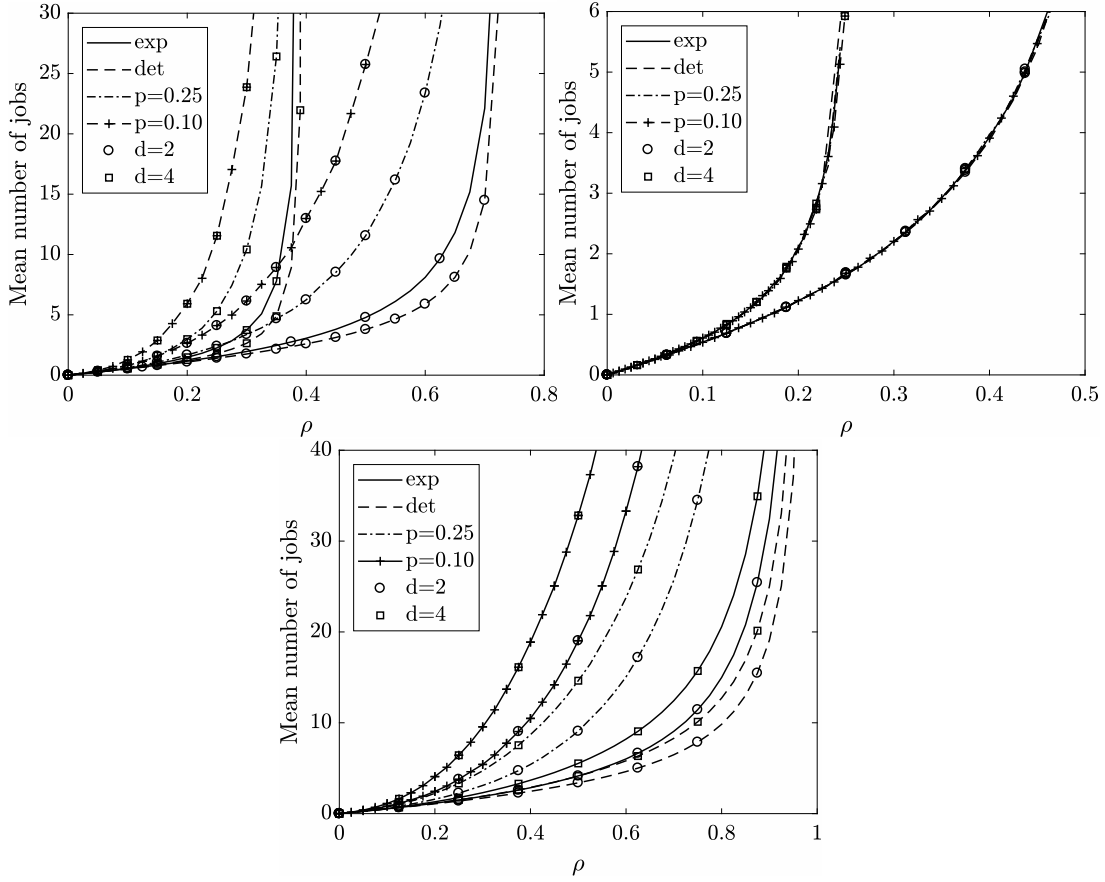 30
25
20
15
10
5
0
Mean number of jobs
exp
det
p=0.25
p=0.10
d=2
d=4
0
0.2
0.4
0.6
0.8
ρ
6
5
4
3
2
1
0
Mean number of jobs
exp
det
p=0.25
p=0.10
d=2
d=4
0
0.1
0.2
0.3
0.4
0.5
ρ
40
30
20
10
0
Mean number of jobs
exp
det
p=0.25
p=0.10
d=2
d=4
0
0.2
0.4
0.6
0.8
1
ρ